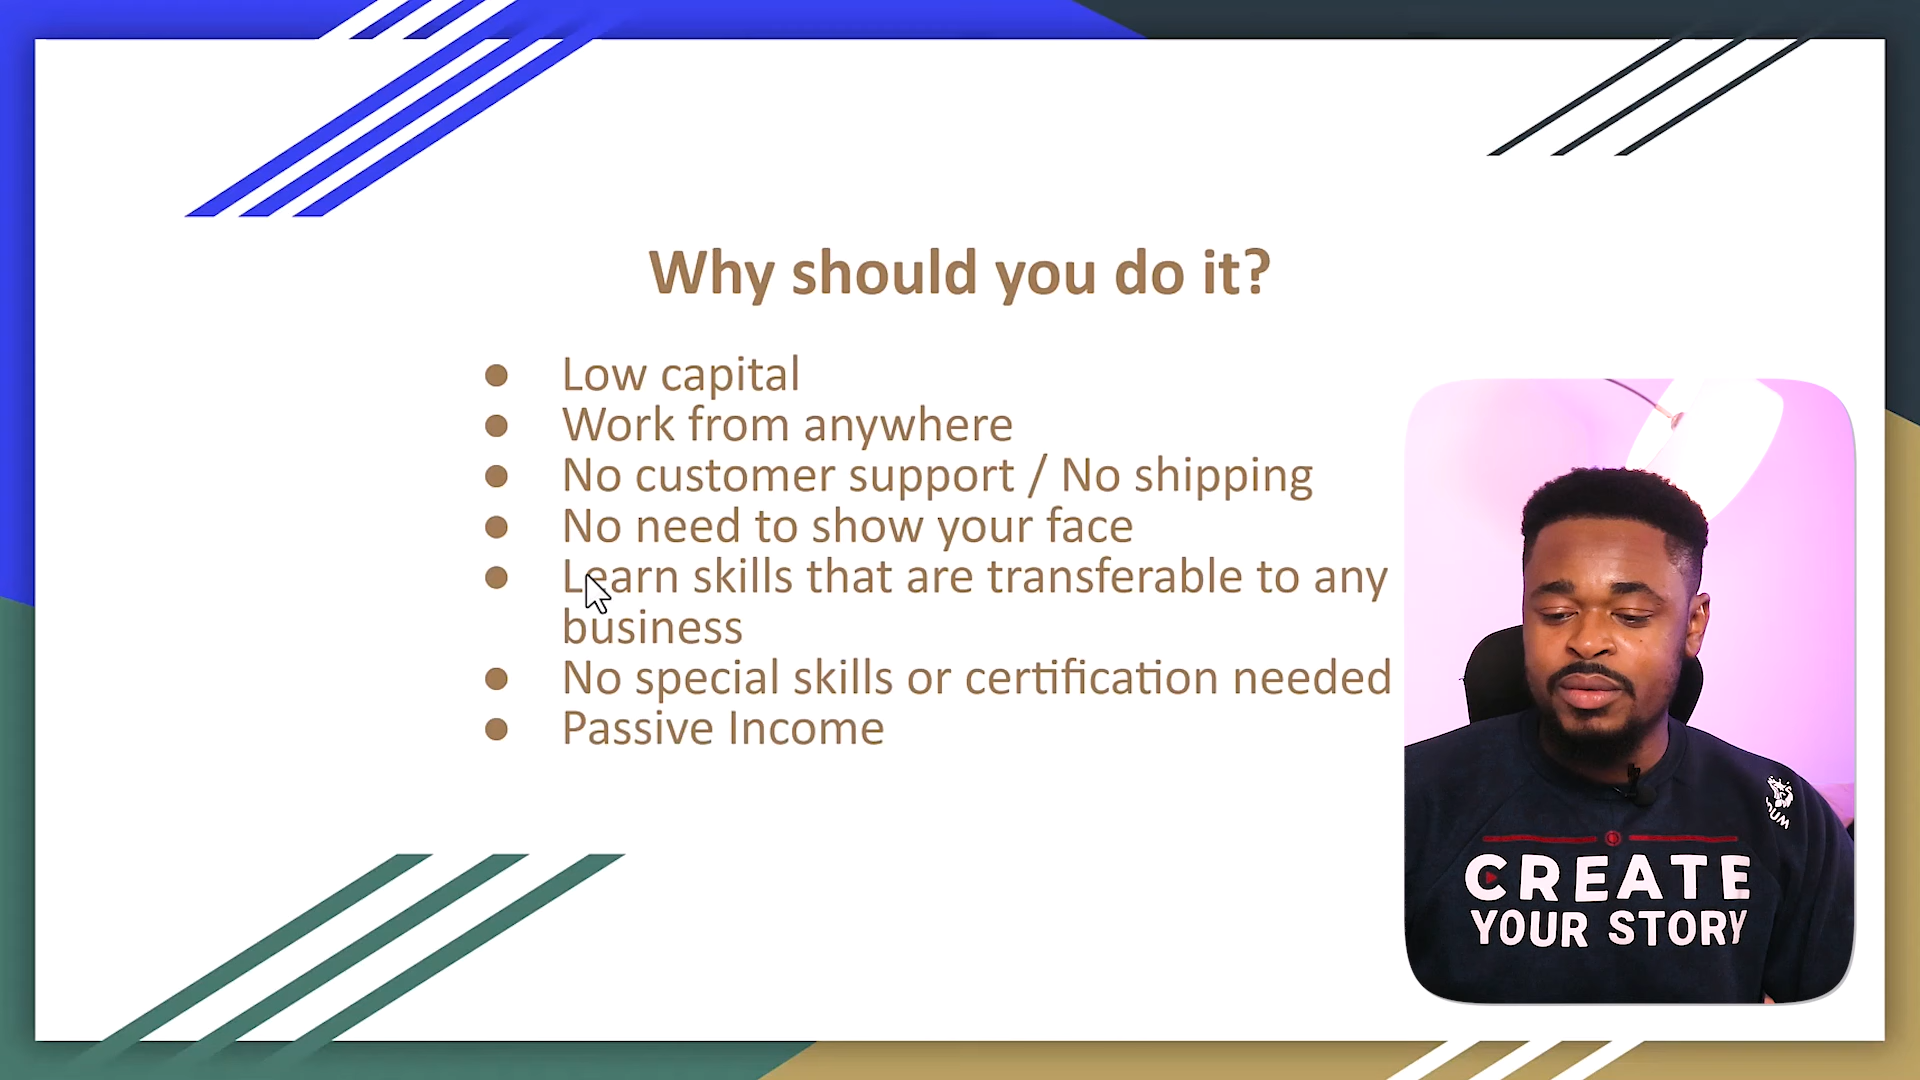 Why should you do it?
● Low capital
● Work from anywhere
● No customer support / No shipping
● No need to show your face
● Learn skills that are transferable to any
business
● No special skills or certification needed
● Passive Income
CREATE
YOUR STORY